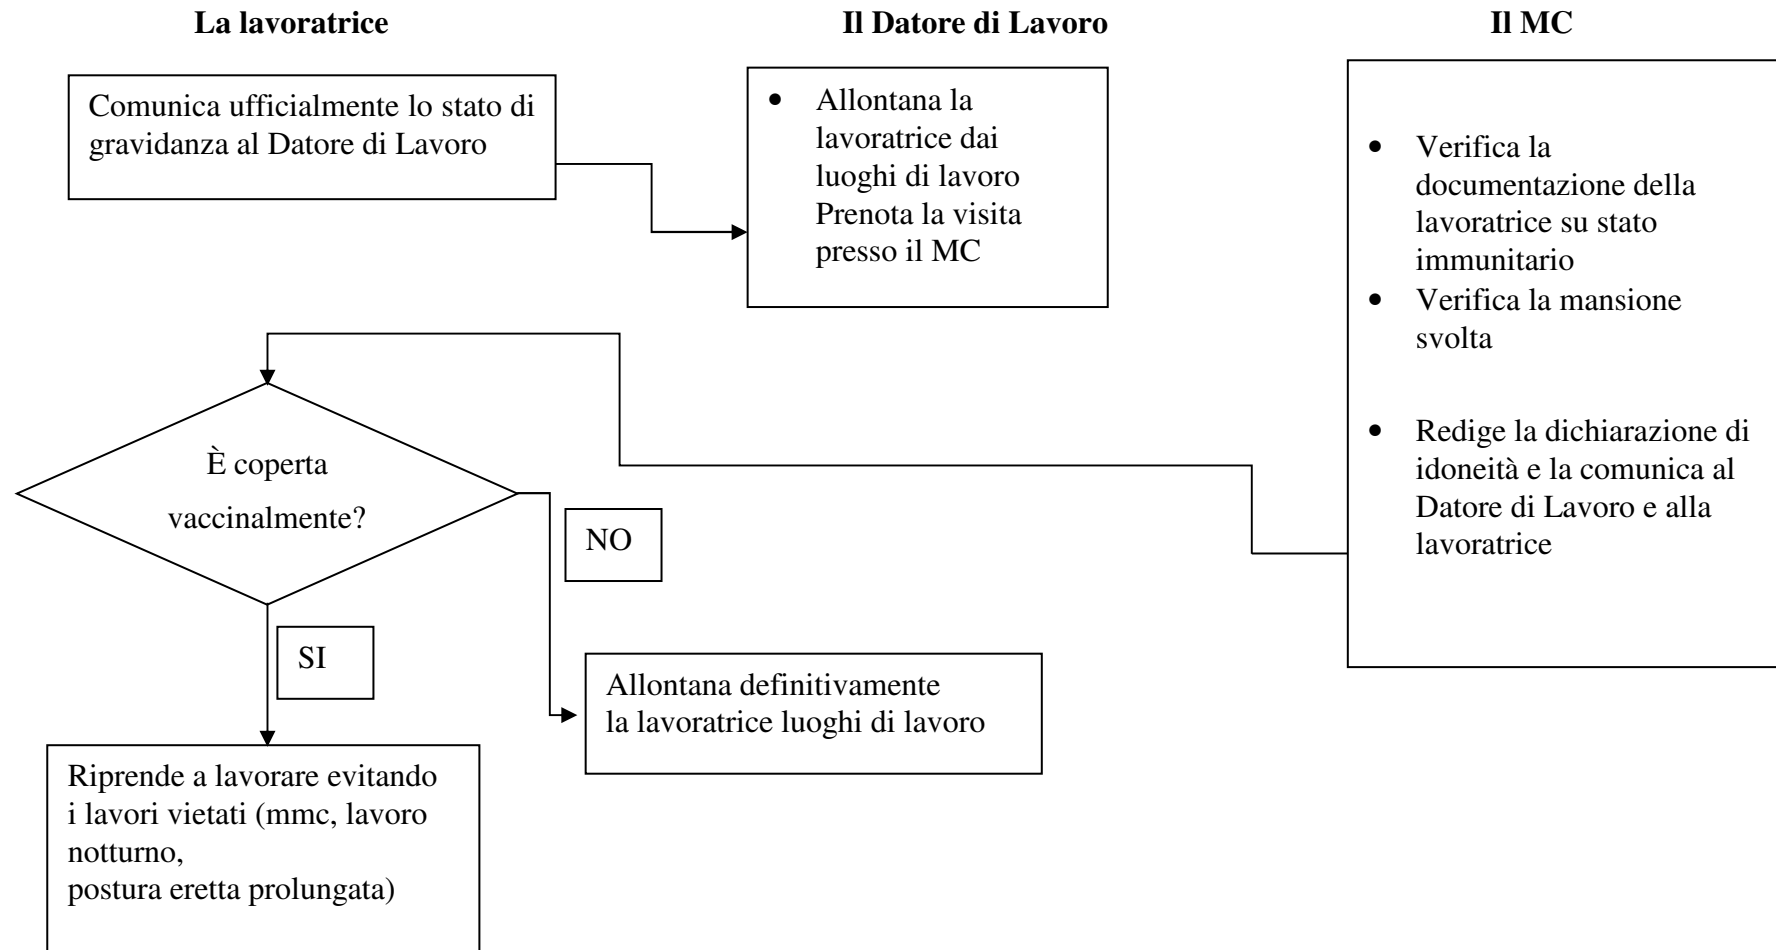 La lavoratrice
Il Datore di Lavoro
Il MC
Comunica ufficialmente lo stato di
gravidanza al Datore di Lavoro
• Allontana la
lavoratrice dai
luoghi di lavoro
Prenota la visita
presso il MC
• Verifica la
documentazione della
lavoratrice su stato
immunitario
• Verifica la mansione
svolta
• Redige la dichiarazione di
idoneità e la comunica al
Datore di Lavoro e alla
lavoratrice
È coperta
vaccinalmente?
NO
SI
Allontana definitivamente
la lavoratrice luoghi di lavoro
Riprende a lavorare evitando
i lavori vietati (mmc, lavoro
notturno,
postura eretta prolungata)